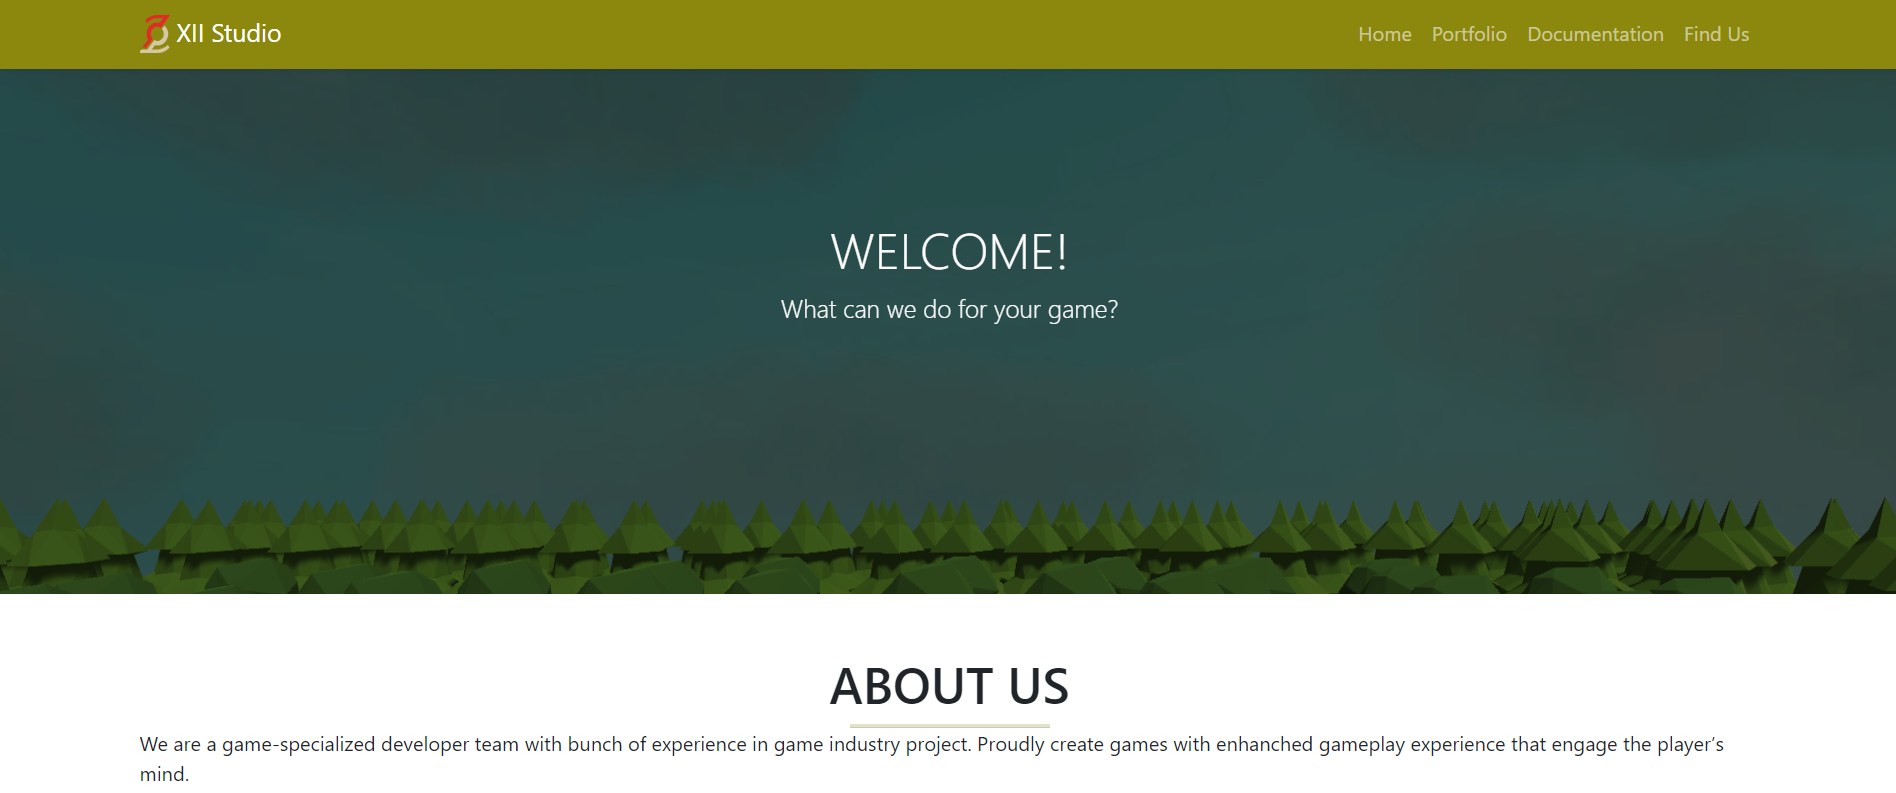 XII Studio
Home Portfolio Documentation Find Us
WELCOME!
What can we do for your game?
ABOUT US
We are a game-specialized developer team with bunch of experience in game industry project. Proudly create games with enhanched gameplay experience that engage the player’s
mind.